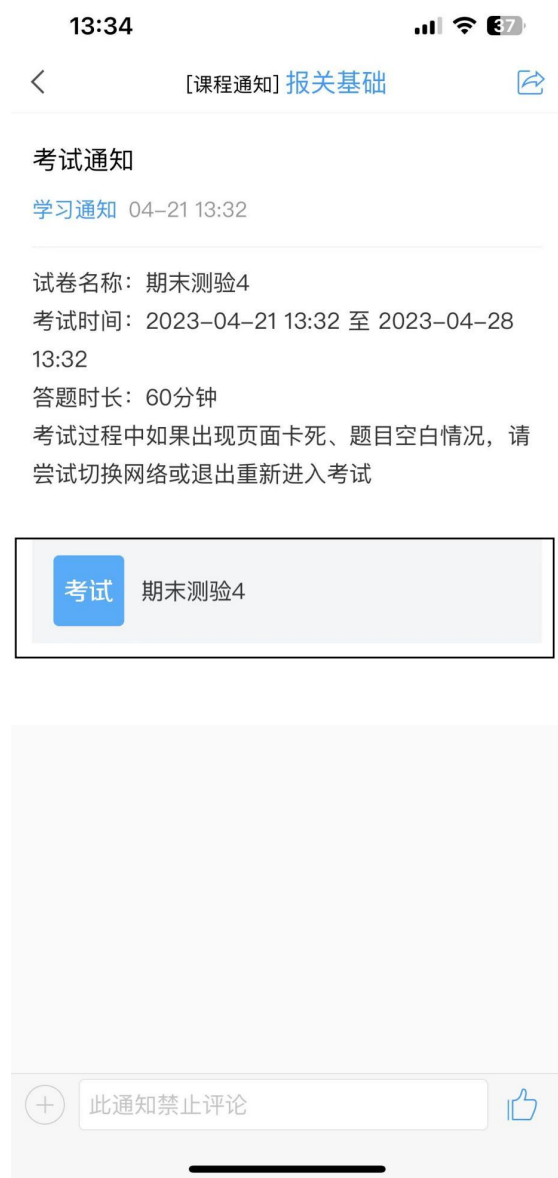 13:34
37
[课程通知] 报关基础
考试通知
学习通知 04-21 13:32
试卷名称：期末测验4
考试时间：2023-04-21 13:32 至 2023-04-28
13:32
答题时长：60分钟
考试过程中如果出现页面卡死、题目空白情况，请
尝试切换网络或退出重新进入考试
考试 期末测验4
此通知禁止评论